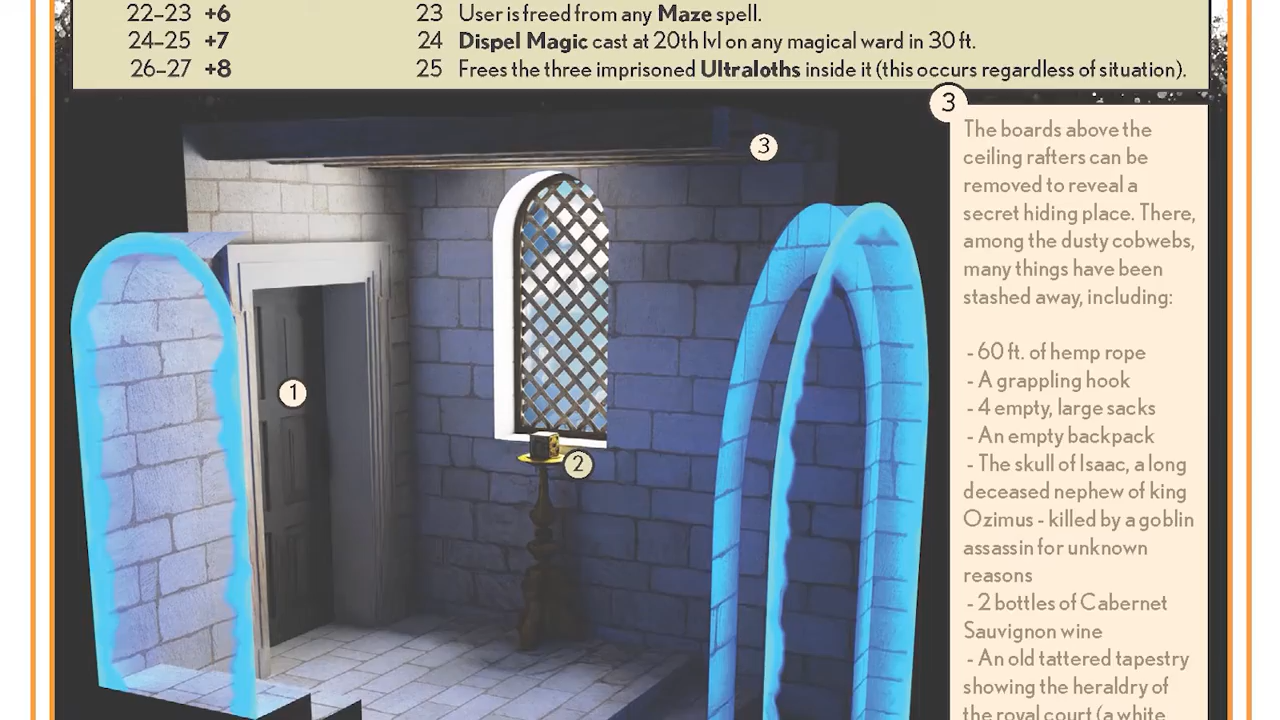 22–23 +6 23 User is freed from any Maze spell.
24–25 +7 24 Dispel Magic cast at 20th lvl on any magical ward in 30 ft.
26–27 +8 25 Frees the three imprisoned Ultraloths inside it (this occurs regardless of situation).
3
3
1
2
The boards above the
ceiling rafters can be
removed to reveal a
secret hiding place. There,
among the dusty cobwebs,
many things have been
stashed away, including:
- 60 ft. of hemp rope
- A grappling hook
- 4 empty, large sacks
- An empty backpack
- The skull of Isaac, a long
deceased nephew of king
Ozimus - killed by a goblin
assassin for unknown
reasons
- 2 bottles of Cabernet
Sauvignon wine
- An old tattered tapestry
showing the heraldry of
the royal court (a white